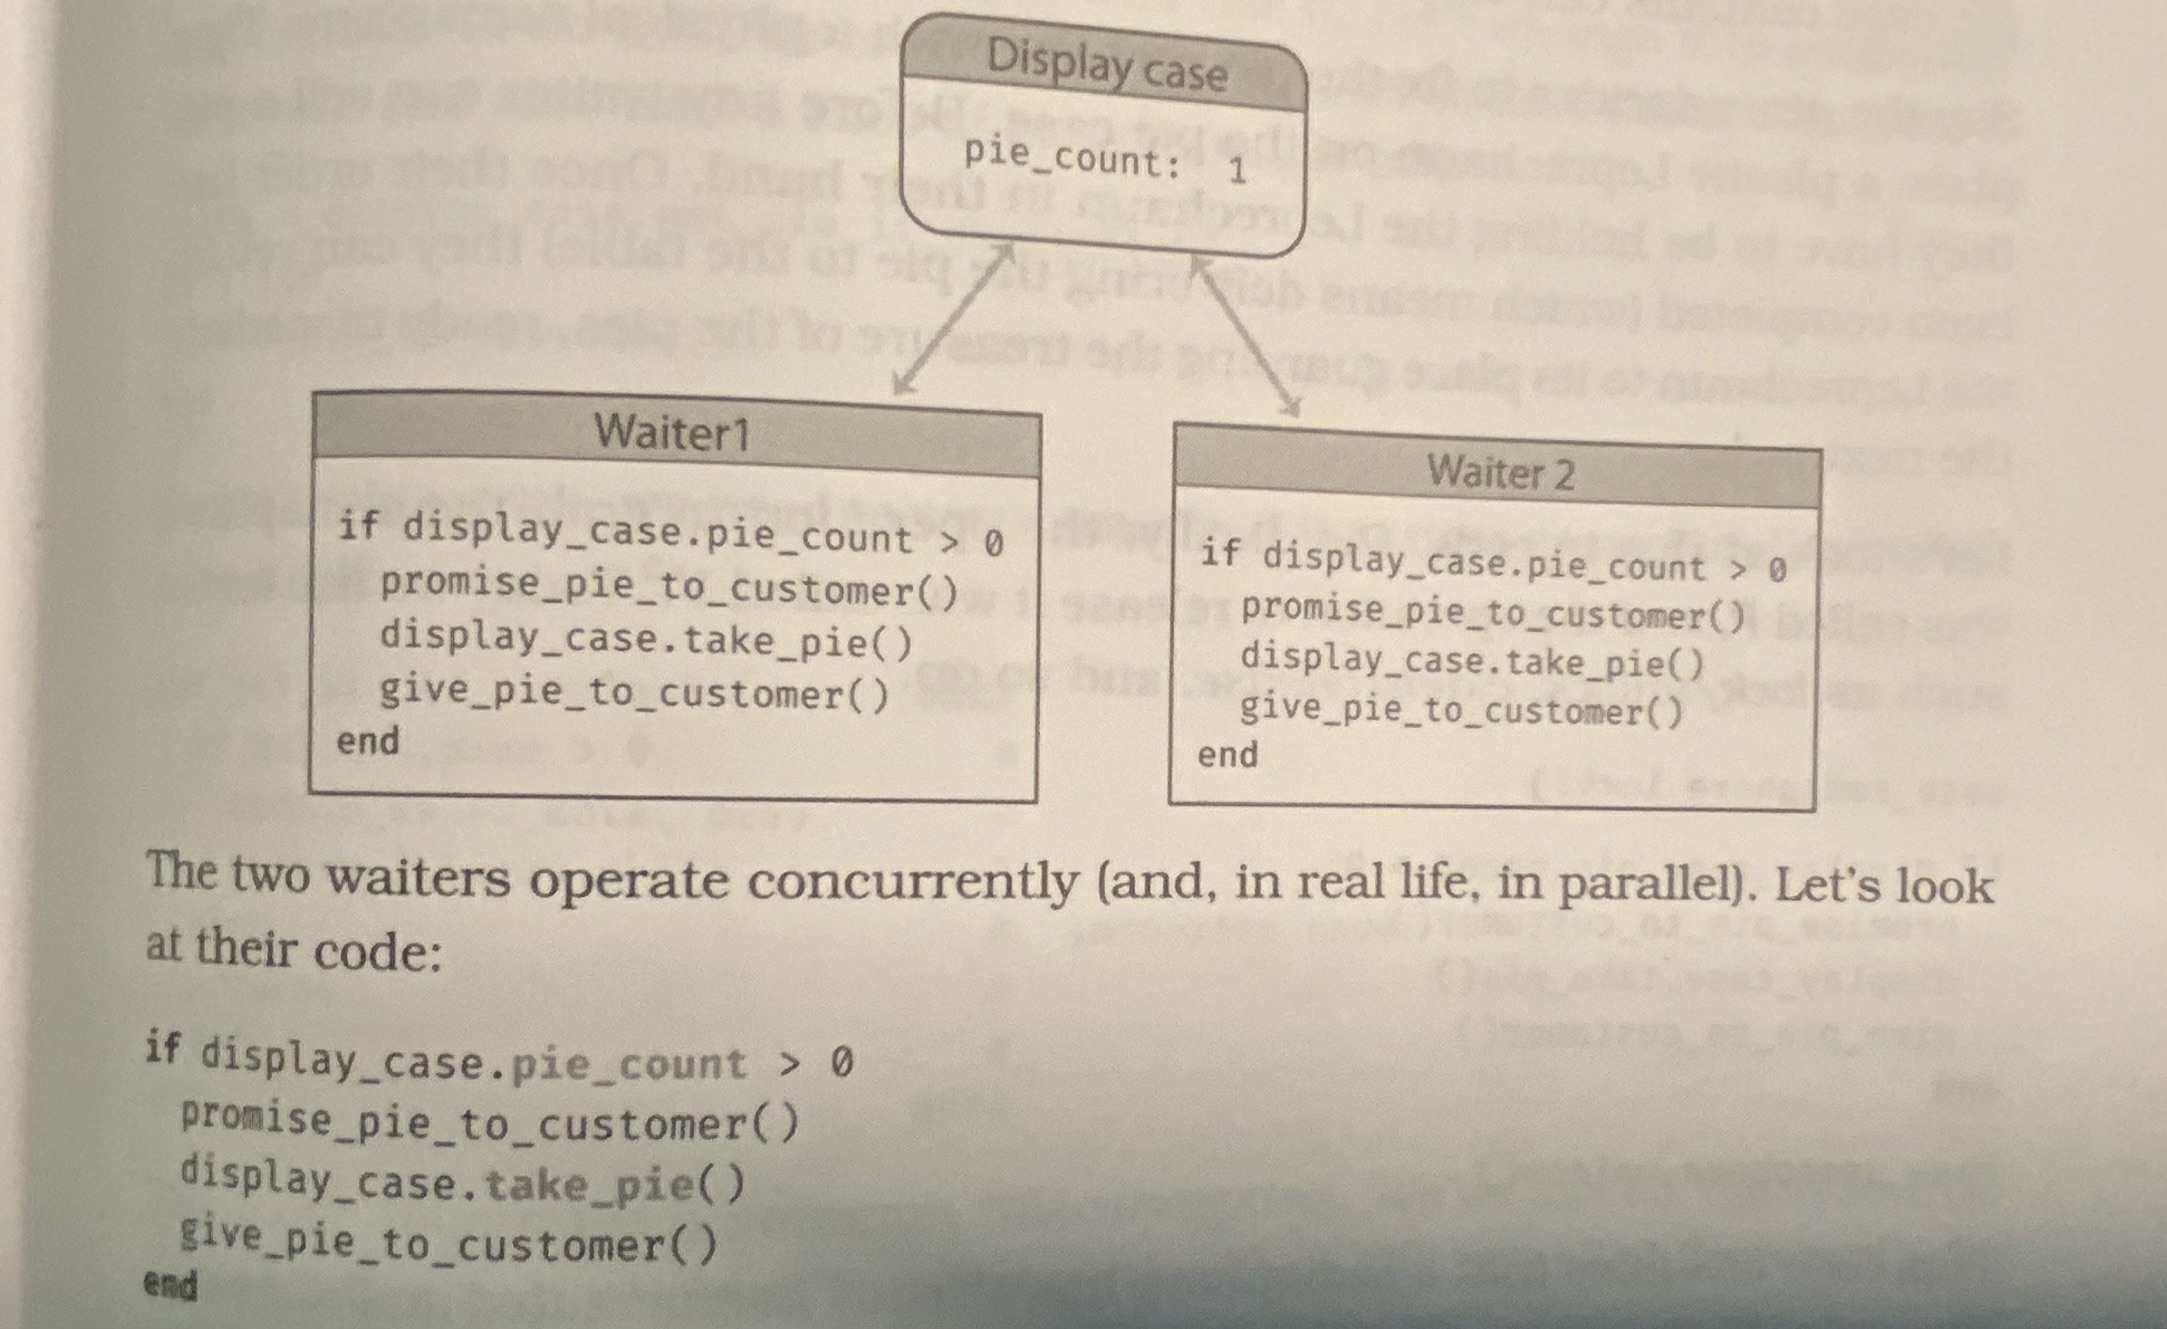 Display case
pie_count: 1
Waiter1
if display_case.pie_count > 0
promise_pie_to_customer()
display_case.take_pie()
give_pie_to_customer()
end
Waiter 2
if display_case.pie_count > 0
promise_pie_to_customer()
display_case.take_pie()
give_pie_to_customer()
end
The two waiters operate concurrently (and, in real life, in parallel). Let's look
at their code:
if display_case.pie_count > 0
promise_pie_to_customer()
display_case.take_pie()
give_pie_to_customer()
end